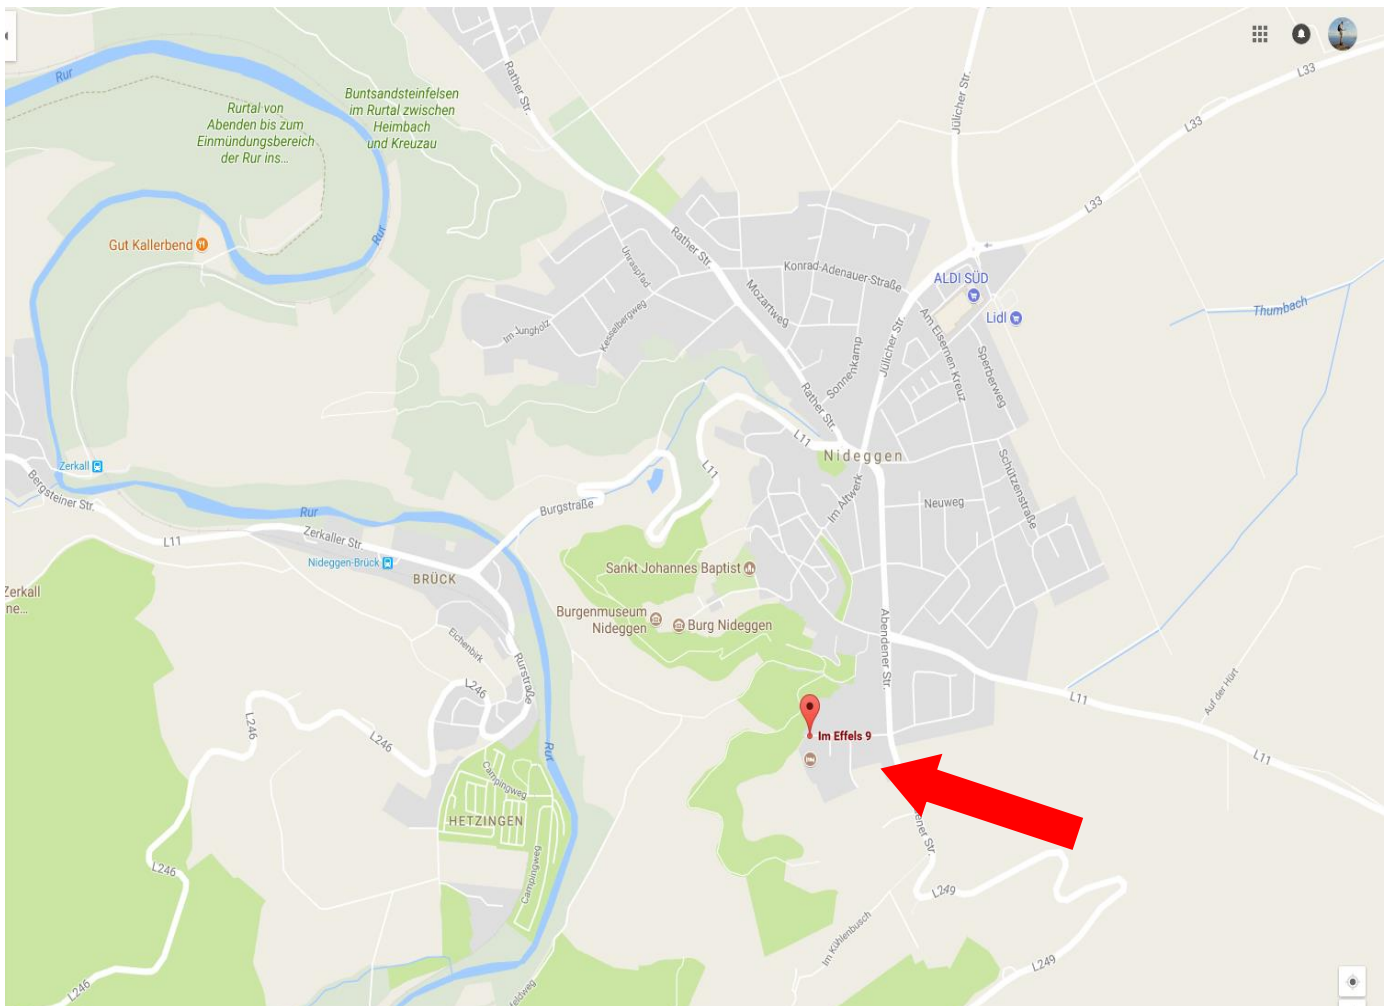 Rur
Rurtal von
Abenden bis zum
Einmündungsbereich
der Rur ins...
Buntsandsteinfelsen
im Rurtal zwischen
Heimbach
und Kreuzau
Rather Str.
Jülicher Str.
L33
L33
L33
Gut Kallerbend
Rur
Unraspfad
Rather Str.
Konrad-Adenauer-Straße
ALDI SÜD
Lidl
Thumbach
Mozartweg
Im Jungholz
Kesselbergweg
Jülicher Str.
Am Eisernen Kreuz
Sperberweg
Sonnenkamp
Rather Str.
L11
Nideggen
L11
Zerkall
Bergsteiner Str.
Burgstraße
Im Altwerk
Neuweg
Schützenstraße
Rur
Zerkaller Str.
L11
Nideggen-Brück
BRÜCK
Sankt Johannes Baptist
Zerkall
ne...
Burgenmuseum
Nideggen
Burg Nideggen
Abendener Str.
Eichenbirk
Rurstraße
L246
L246
L246
Rur
L11
Auf der Hürt
L11
Im Effels 9
Campingweg
HETZINGEN
ener Str.
L246
Campingweg
L249
Im Kühlenbusch
L249
L246
eldweg